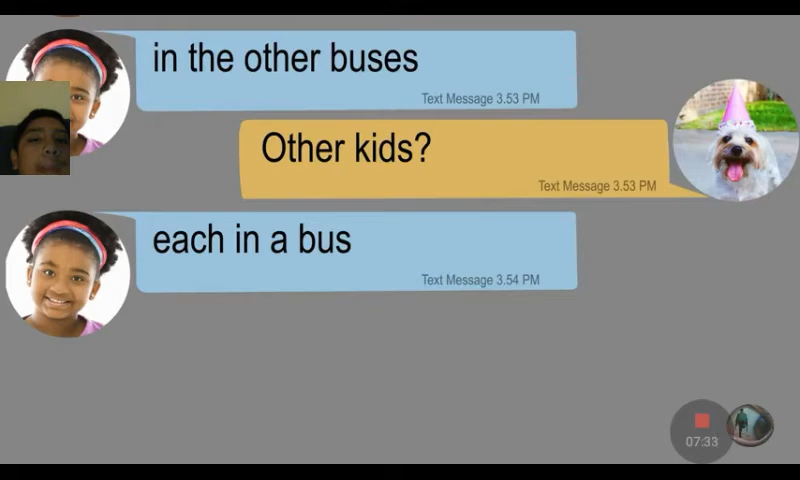 in the other buses
Text Message 3.53 PM
Other kids?
Text Message 3.53 PM
each in a bus
Text Message 3.54 PM
07:33